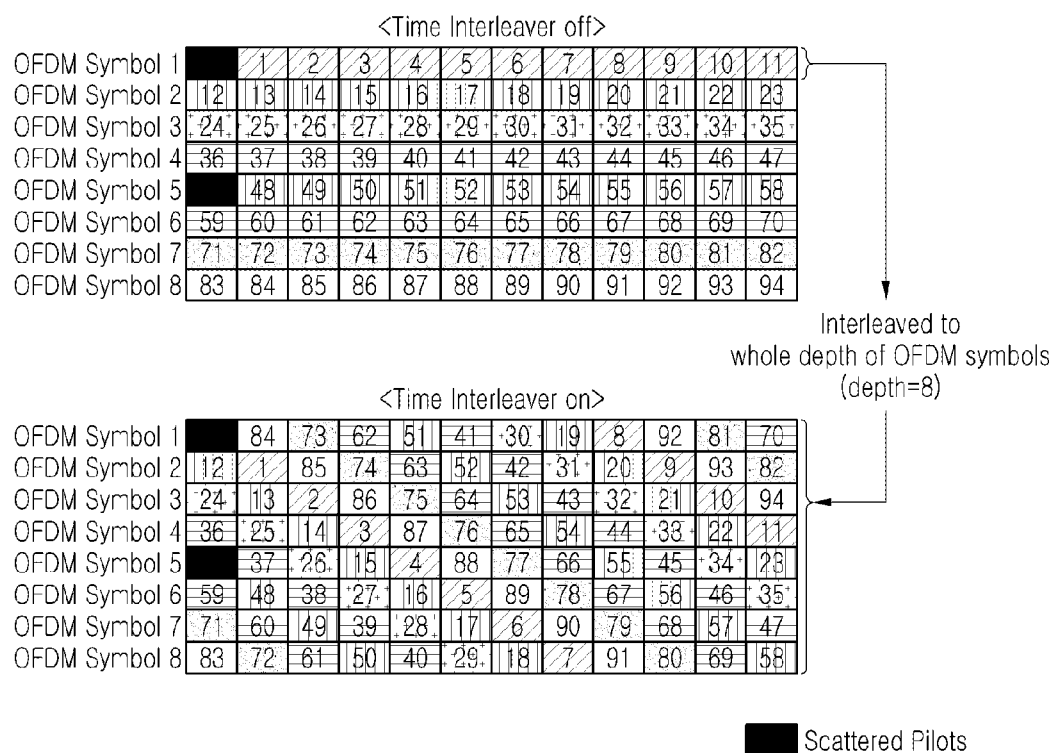 <Time Interleaver off>
OFDM Symbol 1 1 2 3 4 5 6 7 8 9 10 11
OFDM Symbol 2 12 13 14 15 16 17 18 19 20 21 22 23
OFDM Symbol 3 24 25 26 27 28 29 30 31 32 33 34 35
OFDM Symbol 4 36 37 38 39 40 41 42 43 44 45 46 47
OFDM Symbol 5 48 49 50 51 52 53 54 55 56 57 58
OFDM Symbol 6 59 60 61 62 63 64 65 66 67 68 69 70
OFDM Symbol 7 71 72 73 74 75 76 77 78 79 80 81 82
OFDM Symbol 8 83 84 85 86 87 88 89 90 91 92 93 94
Interleaved to
whole depth of OFDM symbols
(depth=8)
<Time Interleaver on>
OFDM Symbol 1 84 73 62 51 41 30 19 8 92 81 70
OFDM Symbol 2 12 1 85 74 63 52 42 31 20 9 93 82
OFDM Symbol 3 24 13 2 86 75 64 53 43 32 21 10 94
OFDM Symbol 4 36 25 14 3 87 76 65 54 44 33 22 11
OFDM Symbol 5 37 26 15 4 88 77 66 55 45 34 23
OFDM Symbol 6 59 48 38 27 16 5 89 78 67 56 46 35
OFDM Symbol 7 71 60 49 39 28 17 6 90 79 68 57 47
OFDM Symbol 8 83 72 61 50 40 29 18 7 91 80 69 58
Scattered Pilots